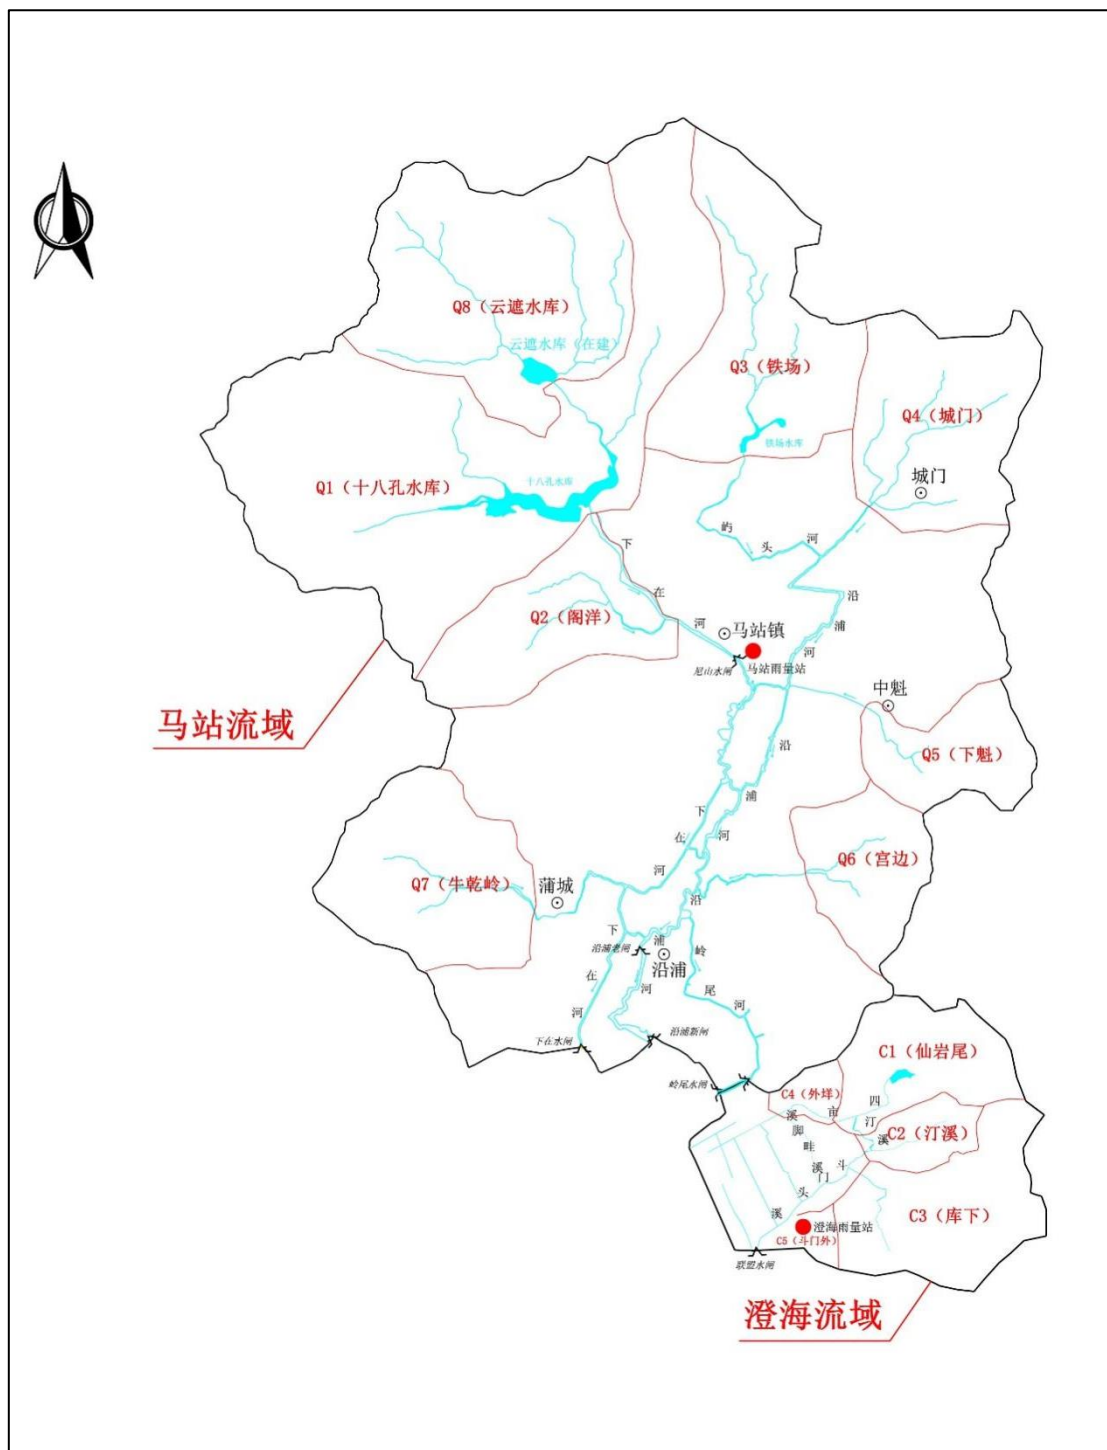 Q8（云遮水库）
云遮水库（在建）
Q3（铁场）
铁场水库
Q4（城门）
城门
Q1（十八孔水库）
十八孔水库
屿头河
下在河
沿浦河
Q2（阁洋）
马站镇
尼山水闸
马站雨量站
中魁
马站流域
Q5（下魁）
沿浦河
下在河
Q6（宫边）
Q7（牛乾岭）
蒲城
沿浦河
下在河
沿浦老闸
沿浦
岭尾河
下在水闸
沿浦新闸
岭尾水闸
C1（仙岩尾）
C4（外垟）
四亩
溪脚畦溪
汀溪
C2（汀溪）
斗门头溪
C3（库下）
澄海雨量站
C5（斗门外）
联盟水闸
澄海流域